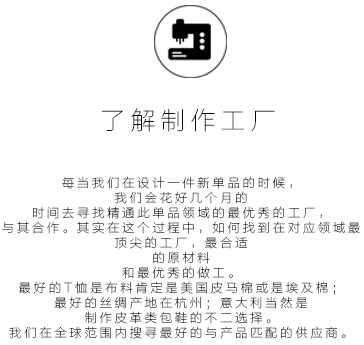 了解制作工厂
每当我们在设计一件新单品的时候，
我们会花好几个月的
时间去寻找精通此单品领域的最优秀的工厂，
与其合作。其实在这个过程中，如何找到在对应领域最
顶尖的工厂，最合适
的原材料
和最优秀的做工。
最好的T恤是布料肯定是美国皮马棉或是埃及棉；
最好的丝绸产地在杭州；意大利当然是
制作皮革类包鞋的不二选择。
我们在全球范围内搜寻最好的与产品匹配的供应商。